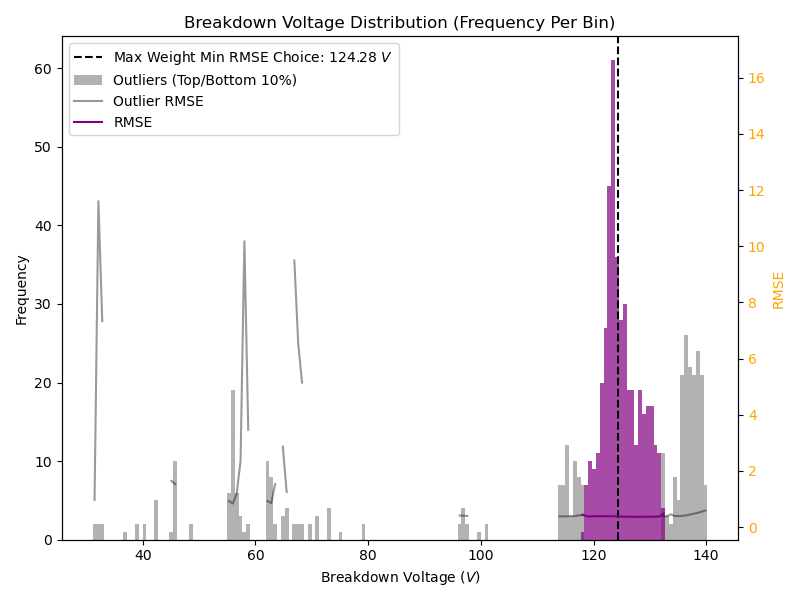 Breakdown Voltage Distribution (Frequency Per Bin)
Max Weight Min RMSE Choice: 124.28 V
Outliers (Top/Bottom 10%)
Outlier RMSE
RMSE
Frequency
60
50
40
30
20
10
0
16
14
12
10
8
6
4
2
0
RMSE
40
60
80
100
120
140
Breakdown Voltage (V)